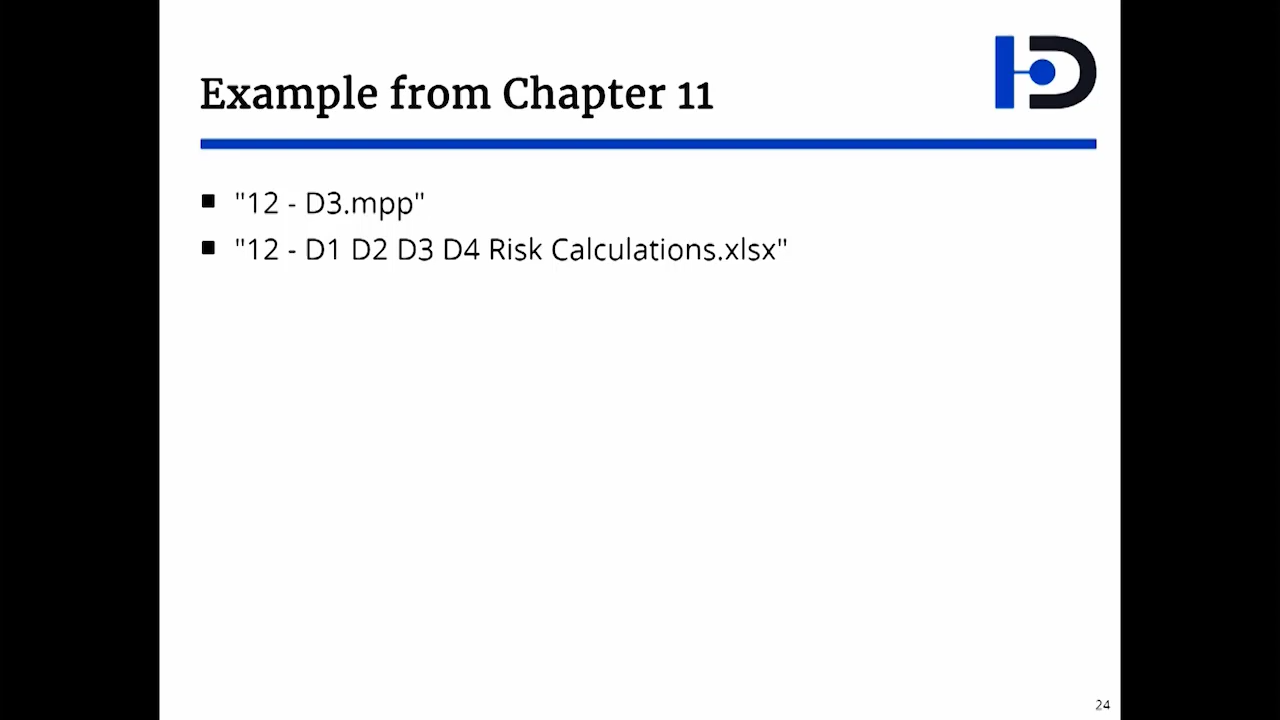 Example from Chapter 11
"12 - D3.mpp"
"12 - D1 D2 D3 D4 Risk Calculations.xlsx"
24